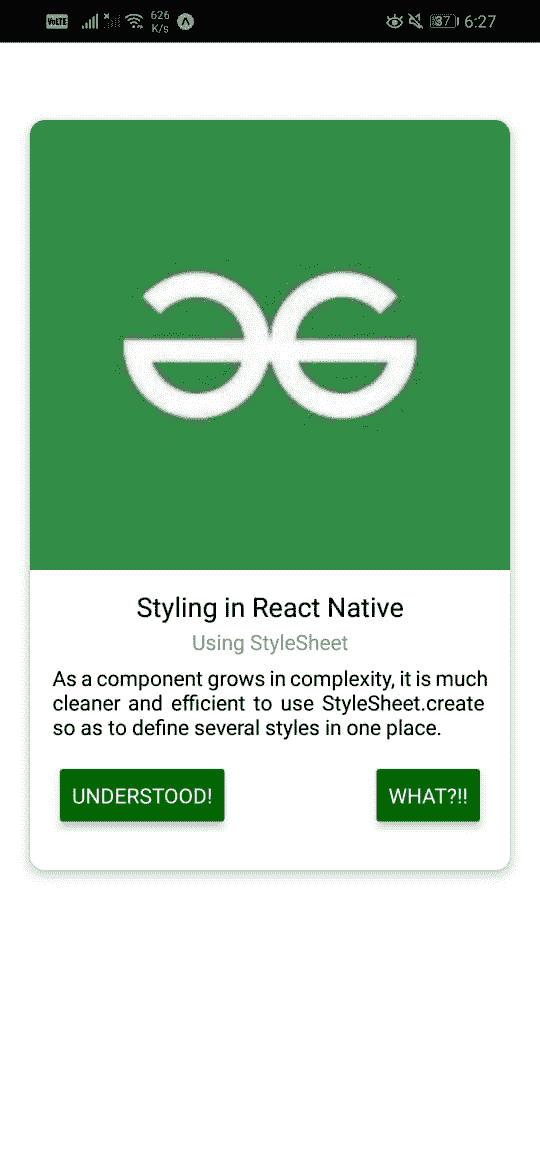 VoLTE 626 K/s 37 6:27
Styling in React Native
Using StyleSheet
As a component grows in complexity, it is much
cleaner and efficient to use StyleSheet.create
so as to define several styles in one place.
UNDERSTOOD! WHAT?!!